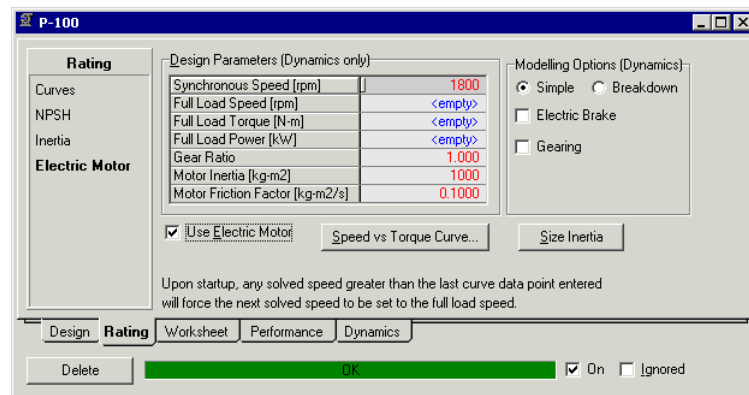 P-100
Rating
Curves
NPSH
Inertia
Electric Motor
Design Parameters (Dynamics only)
Synchronous Speed [rpm] 1800
Full Load Speed [rpm] <empty>
Full Load Torque [N-m] <empty>
Full Load Power [kW] <empty>
Gear Ratio 1.000
Motor Inertia [kg-m2] 1000
Motor Friction Factor [kg-m2/s] 0.1000
Modelling Options (Dynamics)
Simple Breakdown
Electric Brake
Gearing
Use Electric Motor Speed vs Torque Curve... Size Inertia
Upon startup, any solved speed greater than the last curve data point entered
will force the next solved speed to be set to the full load speed.
Design Rating Worksheet Performance Dynamics
Delete OK On Ignored